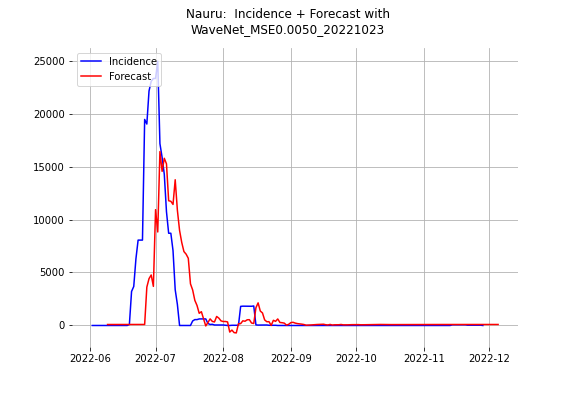 Nauru:  Incidence + Forecast with
WaveNet_MSE0.0050_20221023
Incidence
Forecast
25000
20000
15000
10000
5000
0
2022-06 2022-07 2022-08 2022-09 2022-10 2022-11 2022-12